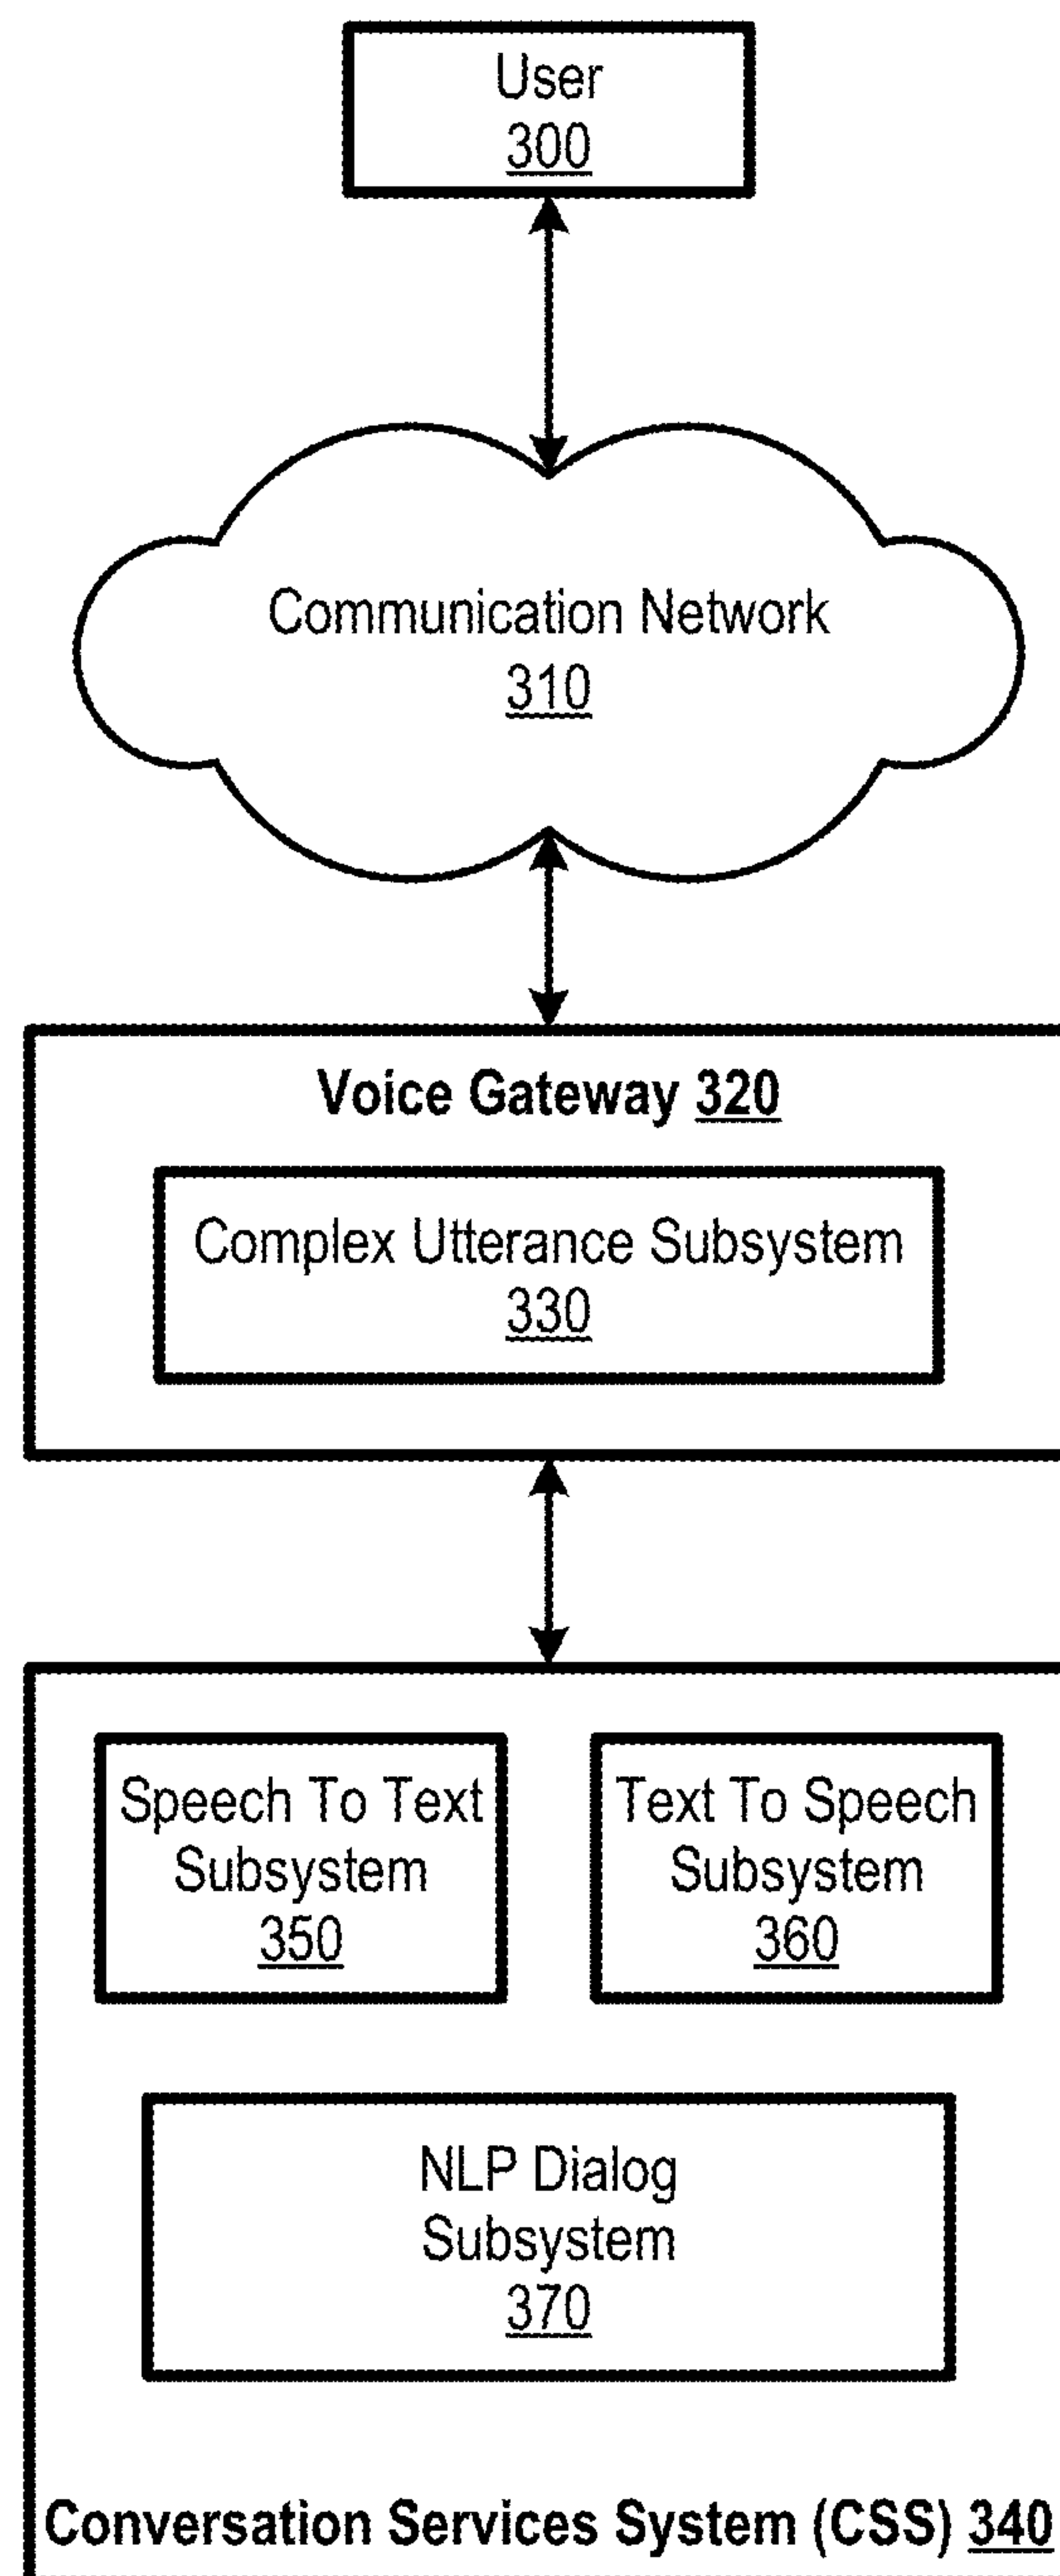 User
300
Communication Network
310
Voice Gateway 320
Complex Utterance Subsystem
330
Speech To Text
Subsystem
350
Text To Speech
Subsystem
360
NLP Dialog
Subsystem
370
Conversation Services System (CSS) 340